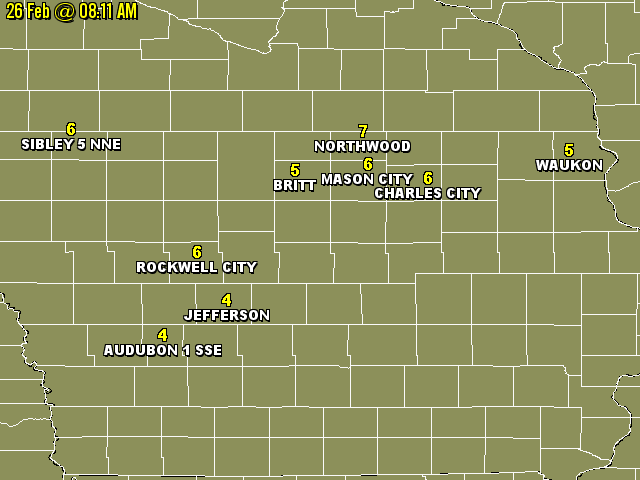 26 Feb @ 08:11 AM
6
SIBLEY 5 NNE
7
NORTHWOOD
5
WAUKON
5
BRITT
6
MASON CITY
6
CHARLES CITY
6
ROCKWELL CITY
4
JEFFERSON
4
AUDUBON 1 SSE